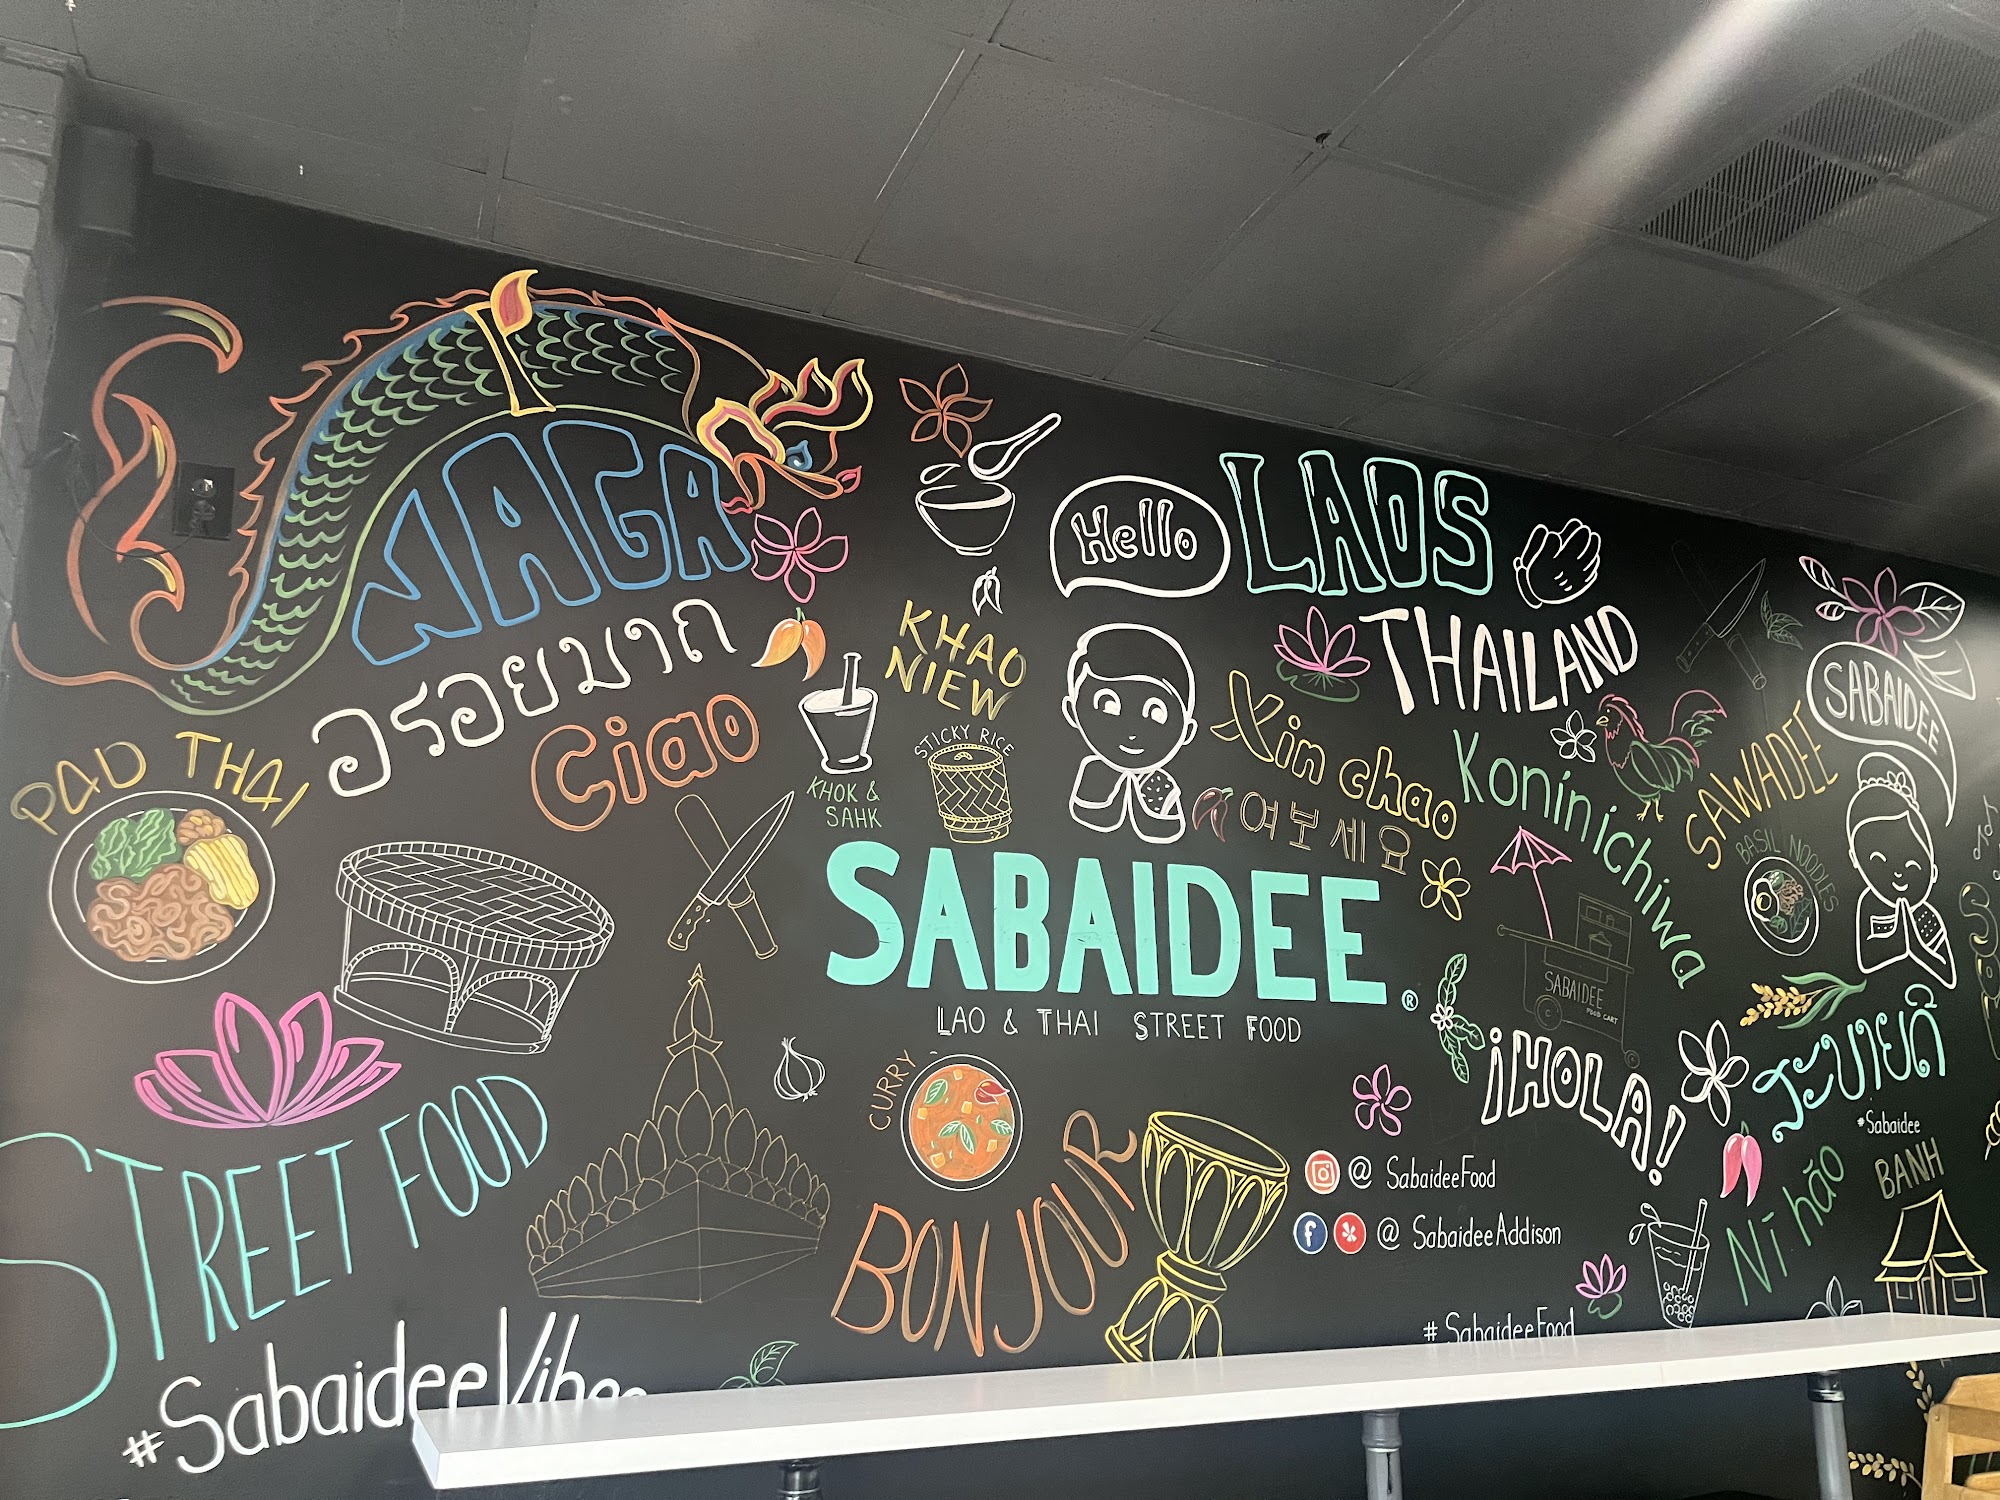 NAGA
อรอยมาก
Ciao
PAD THAI
KHAO
NIEW
STICKY RICE
KHOK &
SAHK
Hello
LAOS
THAILAND
Xin chao
여보세요
Koninichiwa
SAWADEE
SABAIDEE
BASIL NOODLES
SABAIDEE®
LAO & THAI STREET FOOD
SABAIDEE
FOOD CART
¡HOLA!
ສະບາຍດີ
#Sabaidee
BANH
Ni hão
CURRY
BONJOUR
@ SabaideeFood
@ SabaideeAddison
# SabaideeFood
STREET FOOD
#SabaideeVibes